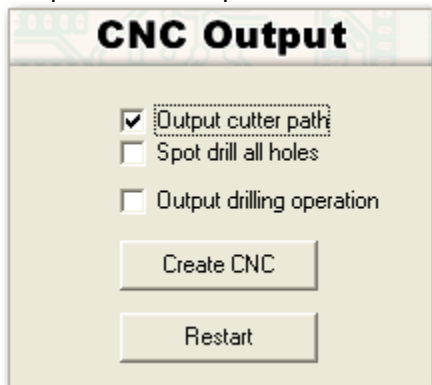 CNC Output
Output cutter path
Spot drill all holes
Output drilling operation
Create CNC
Restart